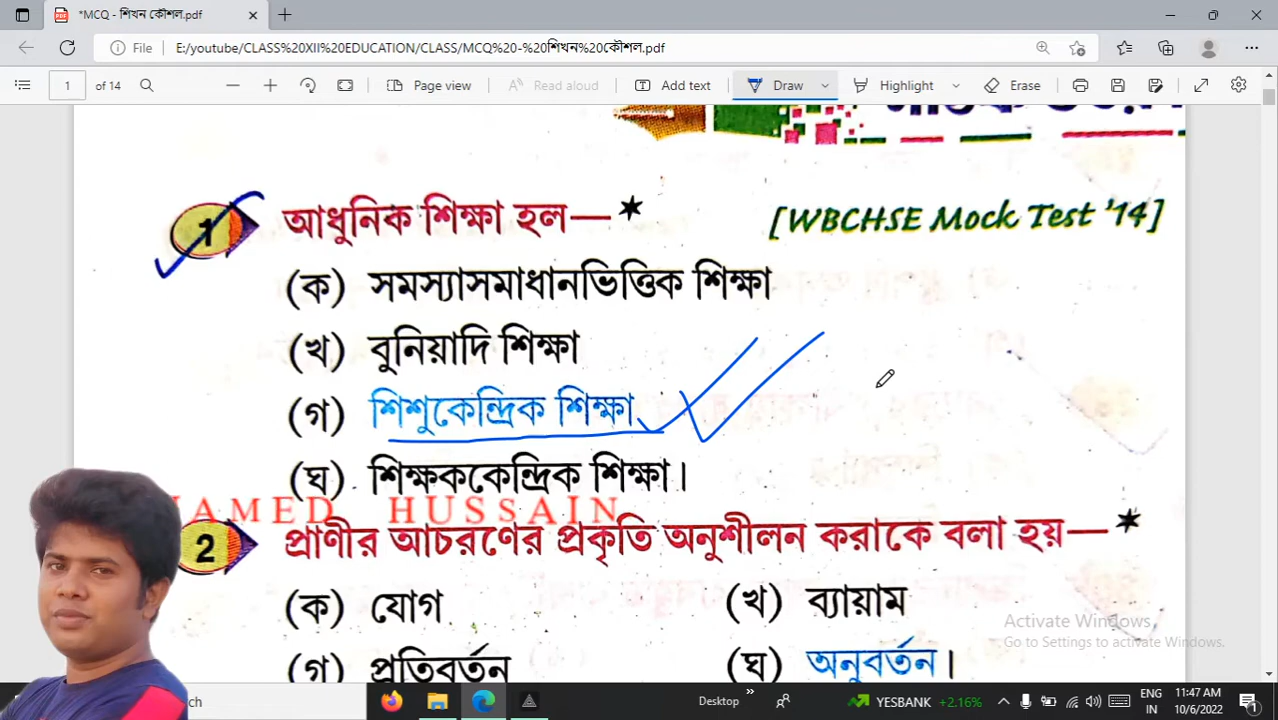 *MCQ - শিখন কৌশল.pdf
File E:/youtube/CLASS%20XII%20EDUCATION/CLASS/MCQ%20-%20শিখন%20কৌশল.pdf
1 of 14 Page view Read aloud Add text Draw Highlight Erase
1 আধুনিক শিক্ষা হল—* [WBCHSE Mock Test '14]
(ক) সমস্যাসমাধানভিত্তিক শিক্ষা
(খ) বুনিয়াদি শিক্ষা
(গ) শিশুকেন্দ্রিক শিক্ষা
(ঘ) শিক্ষককেন্দ্রিক শিক্ষা।
AMED HUSSAIN
2 প্রাণীর আচরণের প্রকৃতি অনুশীলন করাকে বলা হয়—*
(ক) যোগ (খ) ব্যায়াম
(গ) প্রতিবর্তন (ঘ) অনুবর্তন।
Activate Windows
Go to Settings to activate Windows.
Desktop YESBANK +2.16% ENG 11:47 AM
IN 10/6/2022 1